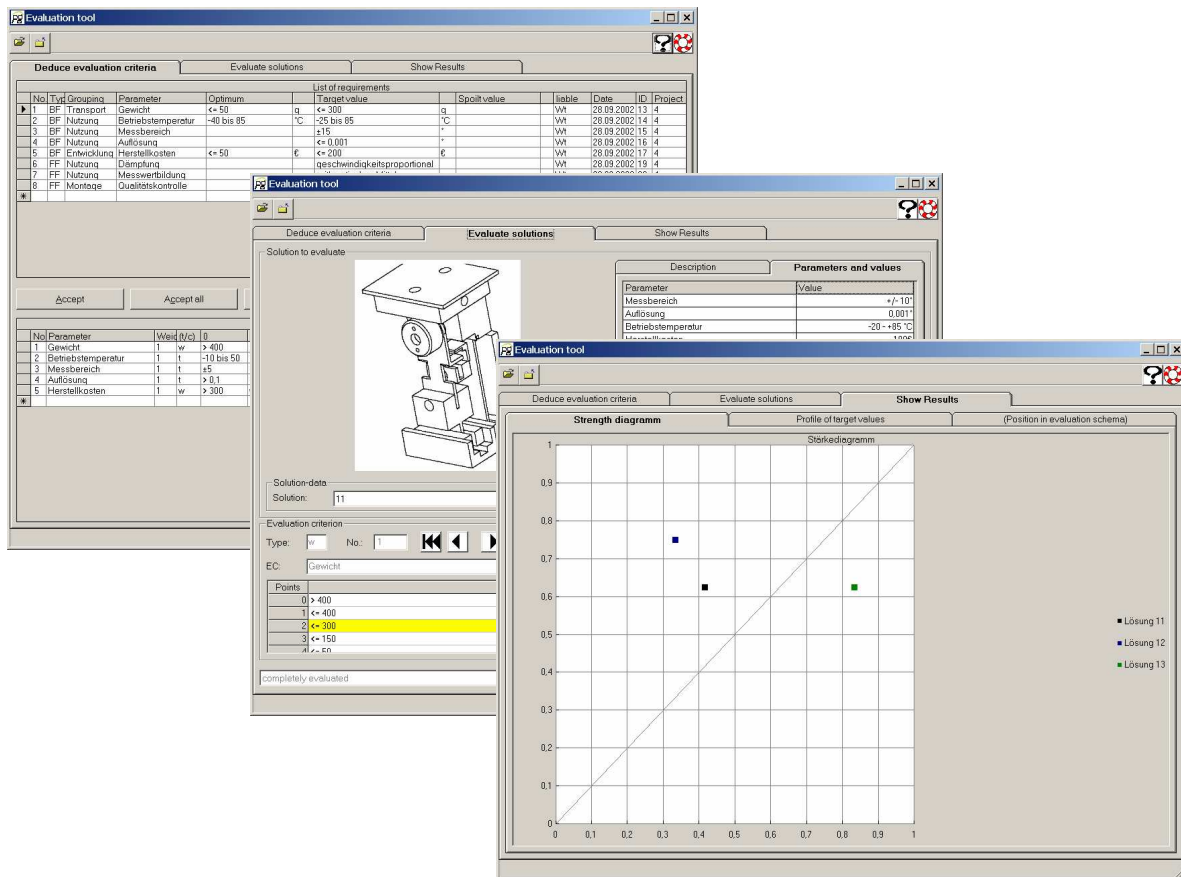 Evaluation tool
Deduce evaluation criteria Evaluate solutions Show Results
List of requirements
No Typ Grouping Parameter Optimum Target value Spoilt value liable Date ID Project
1 BF Transport Gewicht <= 50 g <= 300 g Wt 28.09.2002 13 4
2 BF Nutzung Betriebstemperatur -40 bis 85 °C -25 bis 85 °C Wt 28.09.2002 14 4
3 BF Nutzung Messbereich ±15 ° Wt 28.09.2002 15 4
4 BF Nutzung Auflösung <= 0,001 ° Wt 28.09.2002 16 4
5 BF Entwicklung Herstellkosten <= 50 € <= 200 € Wt 28.09.2002 17 4
6 FF Nutzung Dämpfung geschwindigkeitsproportional Wt 28.09.2002 19 4
7 FF Nutzung Messwertbildung
8 FF Montage Qualitätskontrolle
Accept Accept all
No Parameter Weic (t/c) 0
1 Gewicht 1 w > 400
2 Betriebstemperatur 1 t -10 bis 50
3 Messbereich 1 t ±5
4 Auflösung 1 t > 0,1
5 Herstellkosten 1 w > 300
Evaluation tool
Deduce evaluation criteria Evaluate solutions Show Results
Solution to evaluate
Description Parameters and values
Parameter Value
Messbereich +/- 10°
Auflösung 0,001°
Betriebstemperatur -20 - +85 °C
Solution-data
Solution: 11
Evaluation criterion
Type: w No.: 1
EC: Gewicht
Points
0 > 400
1 <= 400
2 <= 300
3 <= 150
4 <= 50
completely evaluated
Evaluation tool
Deduce evaluation criteria Evaluate solutions Show Results
Strength diagramm Profile of target values (Position in evaluation schema)
Stärkediagramm
1
0,9
0,8
0,7
0,6
0,5
0,4
0,3
0,2
0,1
0
0 0,1 0,2 0,3 0,4 0,5 0,6 0,7 0,8 0,9 1
Lösung 11
Lösung 12
Lösung 13